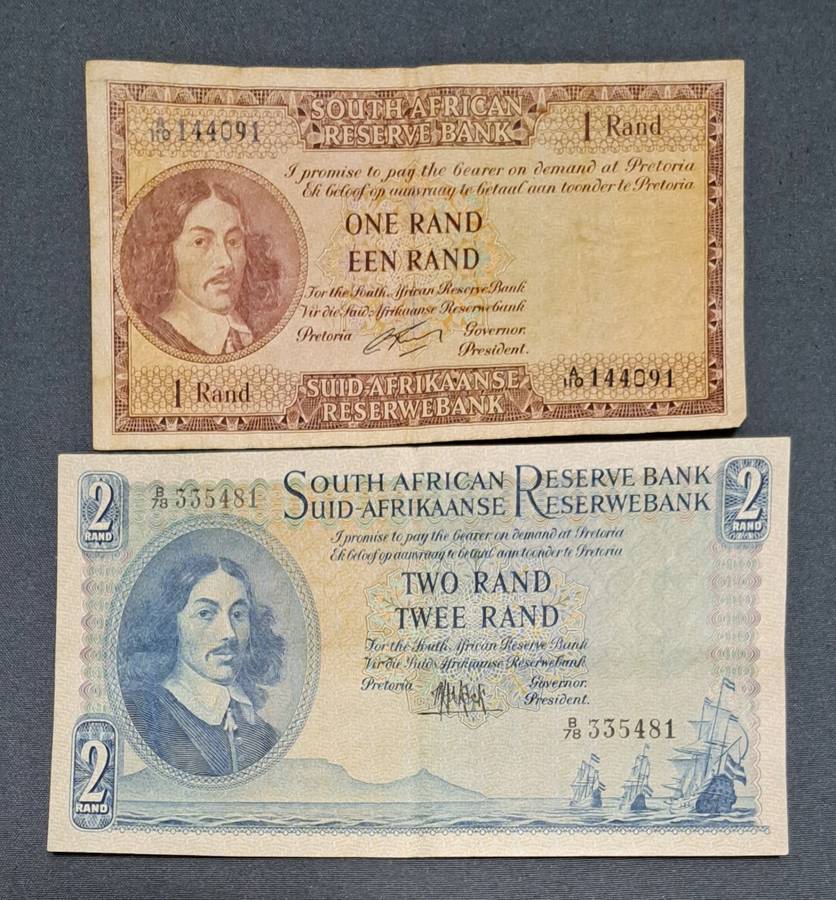 A/110 144091
SOUTH AFRICAN
RESERVE BANK
1 Rand
I promise to pay the bearer on demand at Pretoria
Ek beloof op aanvraag te betaal aan toonder te Pretoria
ONE RAND
EEN RAND
For the South African Reserve Bank
Vir die Suid-Afrikaanse Reserwebank
Pretoria
Governor.
President.
1 Rand
SUID-AFRIKAANSE
RESERWEBANK
A/110 144091
2
RAND
B/78 335481
SOUTH AFRICAN RESERVE BANK
SUID-AFRIKAANSE RESERWEBANK
2
RAND
I promise to pay the bearer on demand at Pretoria
Ek beloof op aanvraag te betaal aan toonder te Pretoria
TWO RAND
TWEE RAND
For the South African Reserve Bank
Vir die Suid-Afrikaanse Reserwebank
Pretoria
Governor.
President.
B/78 335481
2
RAND